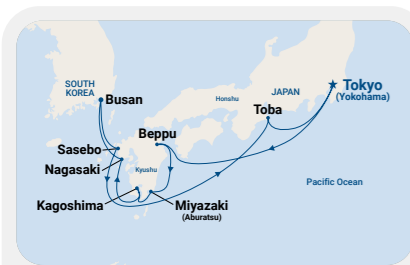 SOUTH
KOREA
Busan
Honshu
JAPAN
Tokyo
(Yokohama)
Toba
Beppu
Sasebo
Nagasaki
Kyushu
Pacific Ocean
Kagoshima
Miyazaki
(Aburatsu)